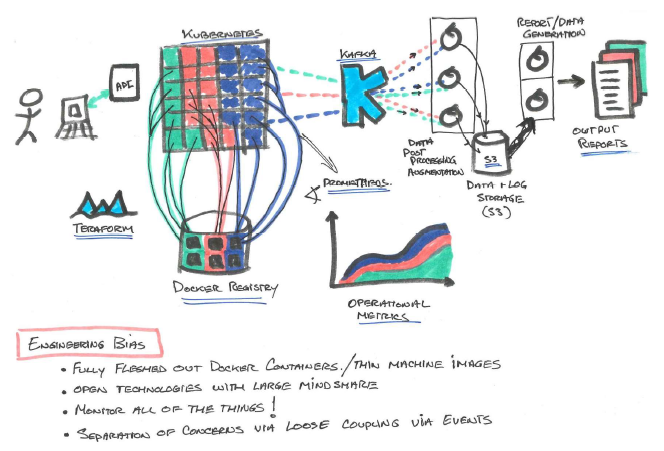 KUBERNETES
REPORT/DATA
GENERATION
KAFKA
API
OUTPUT
REPORTS
DATA
POST
PROCESSING
AUGMENTATION
S3
DATA + LOG
STORAGE
(S3)
TERRAFORM
DOCKER REGISTRY
OPERATIONAL
METRICS
ENGINEERING BIAS
• FULLY FLESHED OUT DOCKER CONTAINERS./THIN MACHINE IMAGES
• OPEN TECHNOLOGIES WITH LARGE MINDSHARE
• MONITOR ALL OF THE THINGS!
• SEPARATION OF CONCERNS VIA LOOSE COUPLING VIA EVENTS